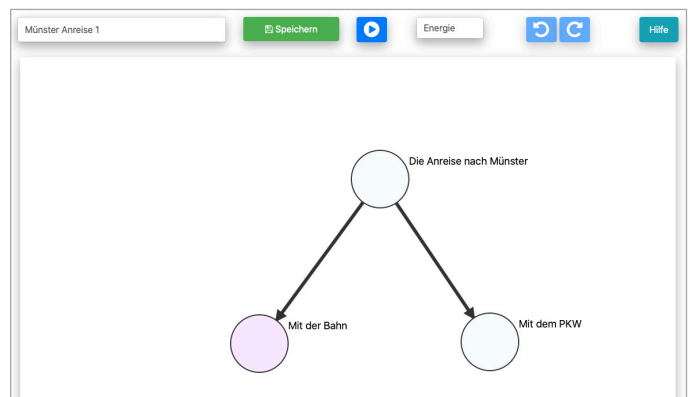 Münster Anreise 1
Speichern
Energie
Hilfe
Die Anreise nach Münster
Mit der Bahn
Mit dem PKW